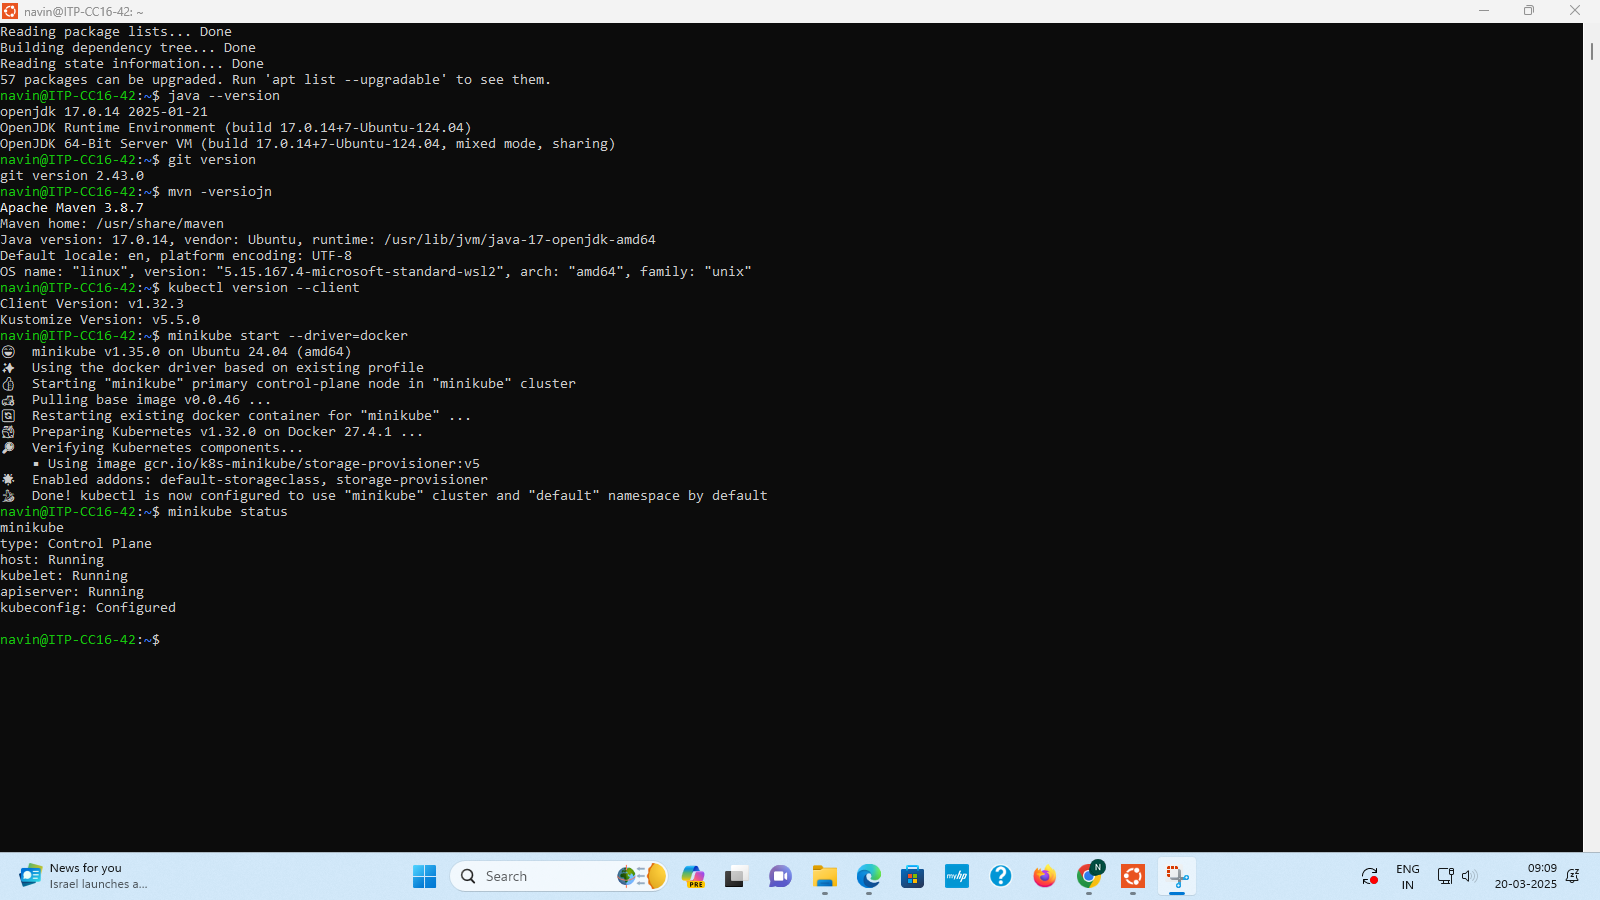 navin@ITP-CC16-42: ~
Reading package lists... Done
Building dependency tree... Done
Reading state information... Done
57 packages can be upgraded. Run 'apt list --upgradable' to see them.
navin@ITP-CC16-42:~$ java --version
openjdk 17.0.14 2025-01-21
OpenJDK Runtime Environment (build 17.0.14+7-Ubuntu-124.04)
OpenJDK 64-Bit Server VM (build 17.0.14+7-Ubuntu-124.04, mixed mode, sharing)
navin@ITP-CC16-42:~$ git version
git version 2.43.0
navin@ITP-CC16-42:~$ mvn -versiojn
Apache Maven 3.8.7
Maven home: /usr/share/maven
Java version: 17.0.14, vendor: Ubuntu, runtime: /usr/lib/jvm/java-17-openjdk-amd64
Default locale: en, platform encoding: UTF-8
OS name: "linux", version: "5.15.167.4-microsoft-standard-wsl2", arch: "amd64", family: "unix"
navin@ITP-CC16-42:~$ kubectl version --client
Client Version: v1.32.3
Kustomize Version: v5.5.0
navin@ITP-CC16-42:~$ minikube start --driver=docker
minikube v1.35.0 on Ubuntu 24.04 (amd64)
Using the docker driver based on existing profile
Starting "minikube" primary control-plane node in "minikube" cluster
Pulling base image v0.0.46 ...
Restarting existing docker container for "minikube" ...
Preparing Kubernetes v1.32.0 on Docker 27.4.1 ...
Verifying Kubernetes components...
▪ Using image gcr.io/k8s-minikube/storage-provisioner:v5
Enabled addons: default-storageclass, storage-provisioner
Done! kubectl is now configured to use "minikube" cluster and "default" namespace by default
navin@ITP-CC16-42:~$ minikube status
minikube
type: Control Plane
host: Running
kubelet: Running
apiserver: Running
kubeconfig: Configured
navin@ITP-CC16-42:~$
News for you
Israel launches a...
Search
PRE
myhp
N
ENG
IN
09:09
20-03-2025